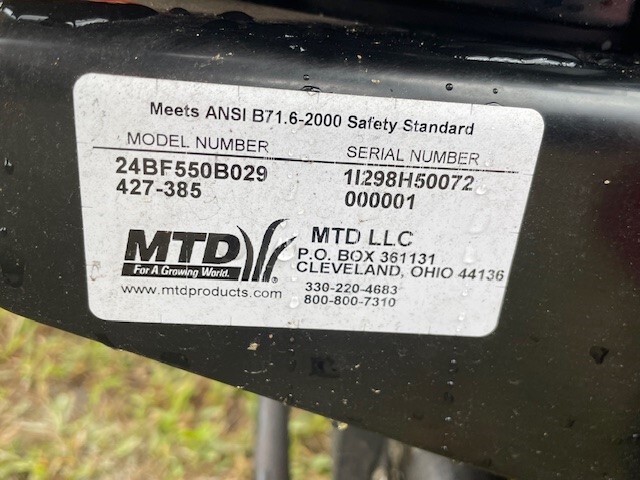 Meets ANSI B71.6-2000 Safety Standard
MODEL NUMBER SERIAL NUMBER
24BF550B029 1I298H50072
427-385 000001
MTD
For A Growing World.
www.mtdproducts.com
MTD LLC
P.O. BOX 361131
CLEVELAND, OHIO 44136
330-220-4683
800-800-7310